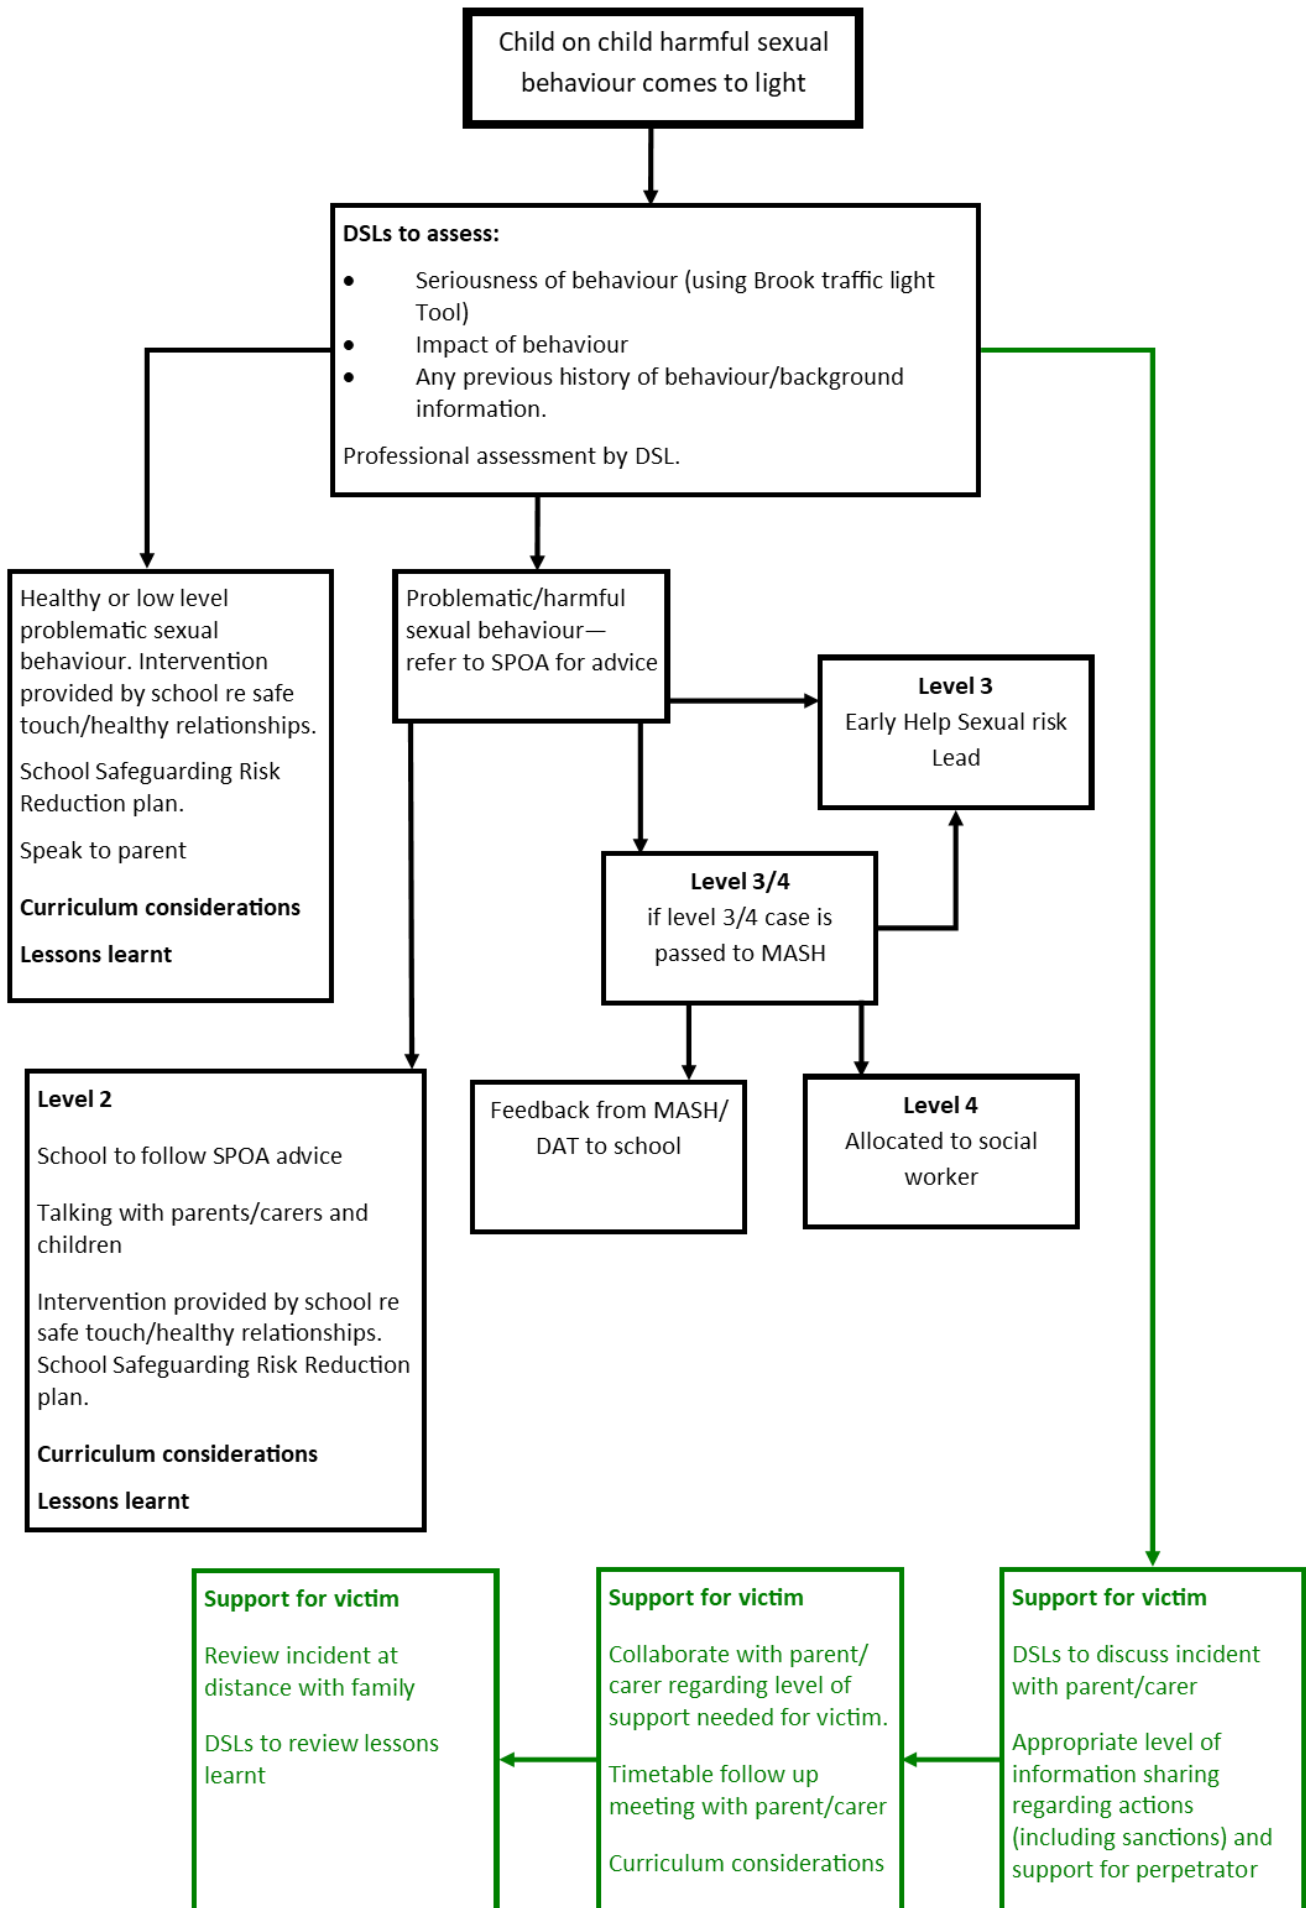 Child on child harmful sexual
behaviour comes to light
DSLs to assess:
• Seriousness of behaviour (using Brook traffic light
Tool)
• Impact of behaviour
• Any previous history of behaviour/background
information.
Professional assessment by DSL.
Healthy or low level
problematic sexual
behaviour. Intervention
provided by school re safe
touch/healthy relationships.
School Safeguarding Risk
Reduction plan.
Speak to parent
Curriculum considerations
Lessons learnt
Problematic/harmful
sexual behaviour—
refer to SPOA for advice
Level 3
Early Help Sexual risk
Lead
Level 3/4
if level 3/4 case is
passed to MASH
Feedback from MASH/
DAT to school
Level 4
Allocated to social
worker
Level 2
School to follow SPOA advice
Talking with parents/carers and
children
Intervention provided by school re
safe touch/healthy relationships.
School Safeguarding Risk Reduction
plan.
Curriculum considerations
Lessons learnt
Support for victim
Review incident at
distance with family
DSLs to review lessons
learnt
Support for victim
Collaborate with parent/
carer regarding level of
support needed for victim.
Timetable follow up
meeting with parent/carer
Curriculum considerations
Support for victim
DSLs to discuss incident
with parent/carer
Appropriate level of
information sharing
regarding actions
(including sanctions) and
support for perpetrator